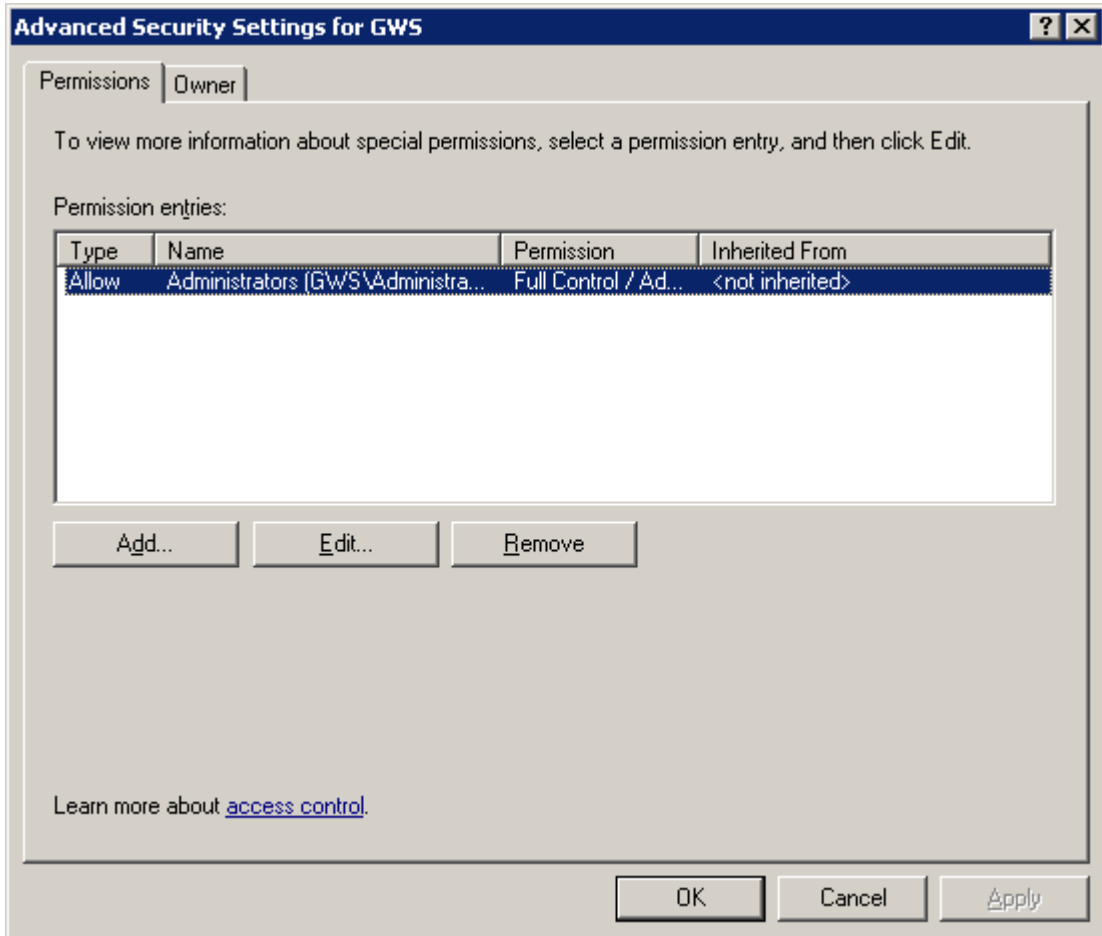 Advanced Security Settings for GWS
Permissions Owner
To view more information about special permissions, select a permission entry, and then click Edit.
Permission entries:
Type Name Permission Inherited From
Allow Administrators (GWS\Administra... Full Control / Ad... <not inherited>
Add... Edit... Remove
Learn more about access control.
OK Cancel Apply